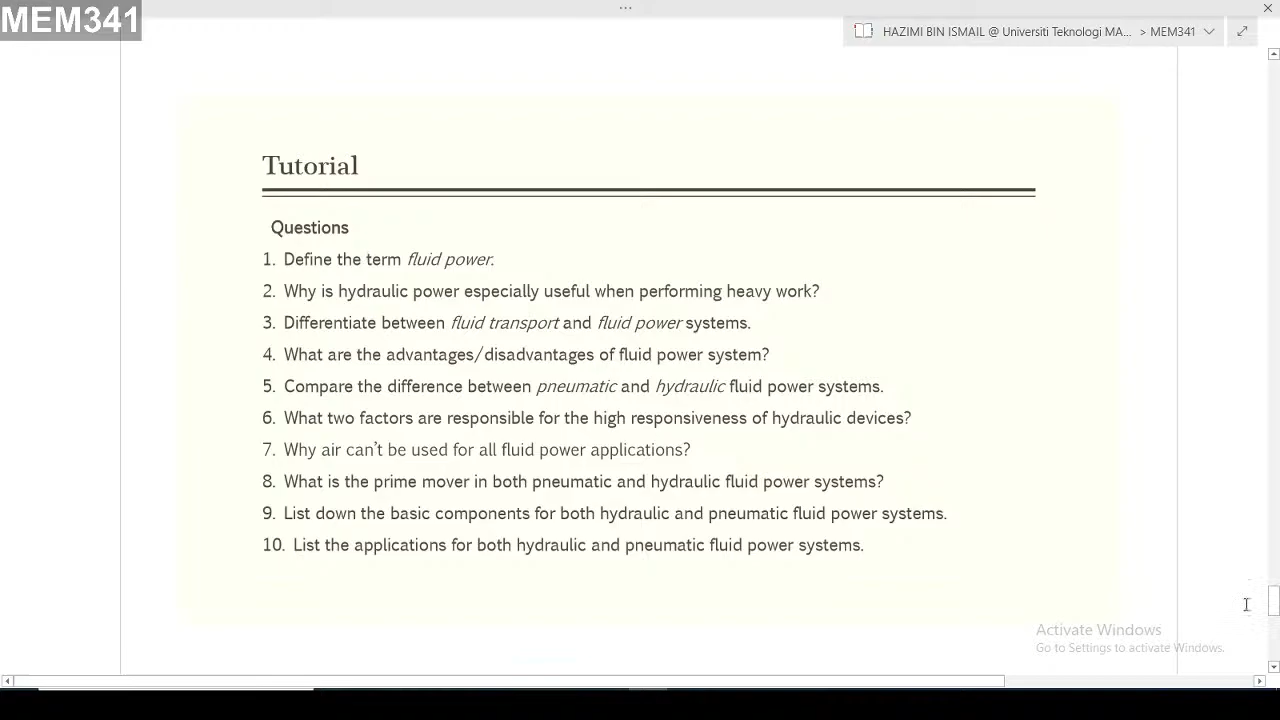 MEM341
HAZIMI BIN ISMAIL @ Universiti Teknologi MA... > MEM341
Tutorial
Questions
1. Define the term fluid power.
2. Why is hydraulic power especially useful when performing heavy work?
3. Differentiate between fluid transport and fluid power systems.
4. What are the advantages/disadvantages of fluid power system?
5. Compare the difference between pneumatic and hydraulic fluid power systems.
6. What two factors are responsible for the high responsiveness of hydraulic devices?
7. Why air can't be used for all fluid power applications?
8. What is the prime mover in both pneumatic and hydraulic fluid power systems?
9. List down the basic components for both hydraulic and pneumatic fluid power systems.
10. List the applications for both hydraulic and pneumatic fluid power systems.
Activate Windows
Go to Settings to activate Windows.